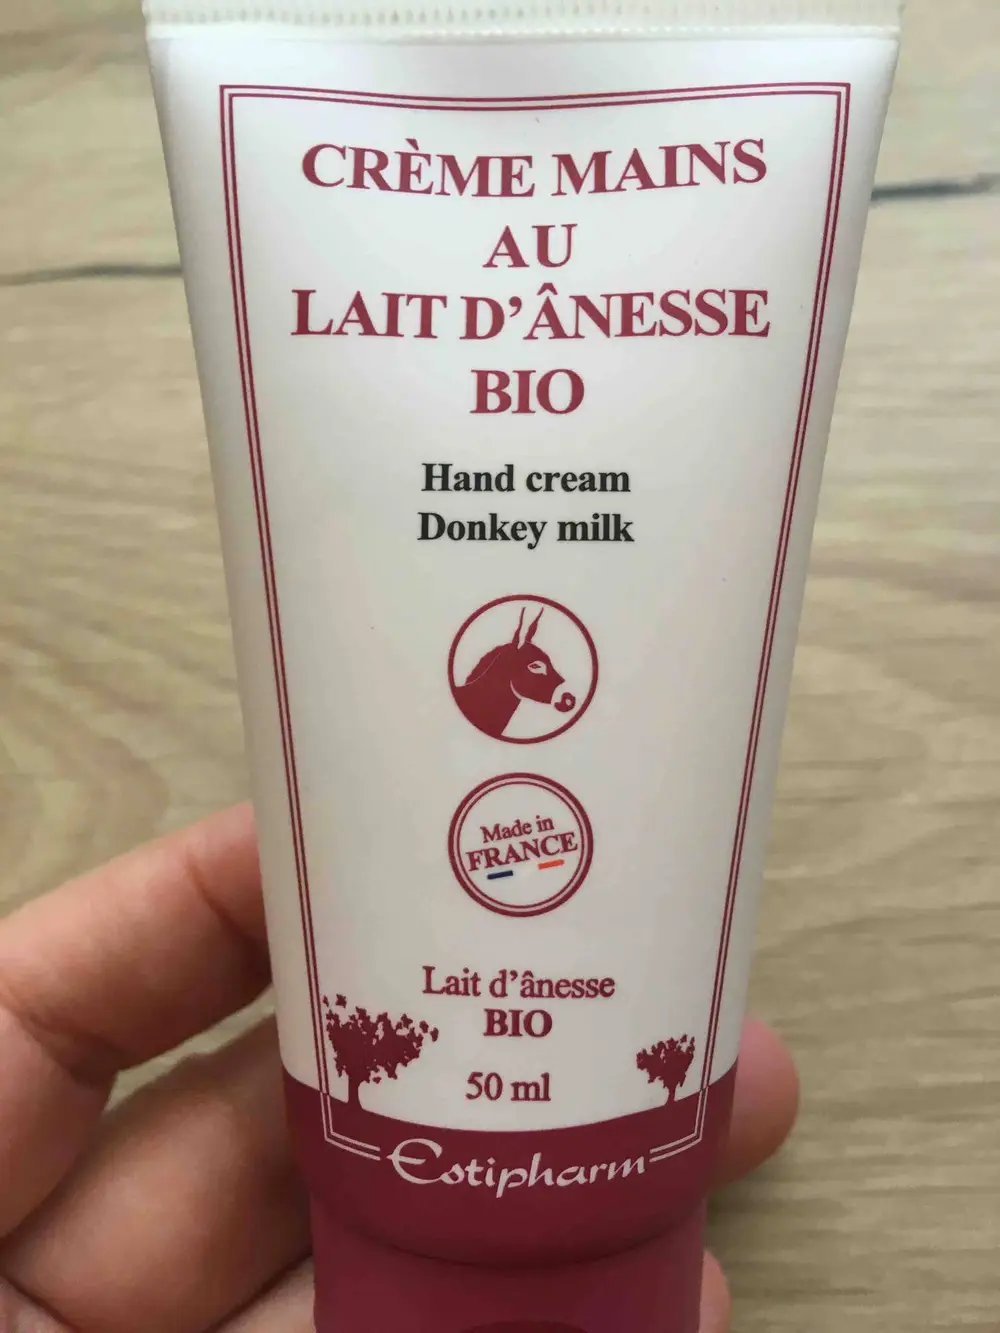 CRÈME MAINS
AU
LAIT D'ÂNESSE
BIO
Hand cream
Donkey milk
Made in
FRANCE
Lait d'ânesse
BIO
50 ml
Estipharm